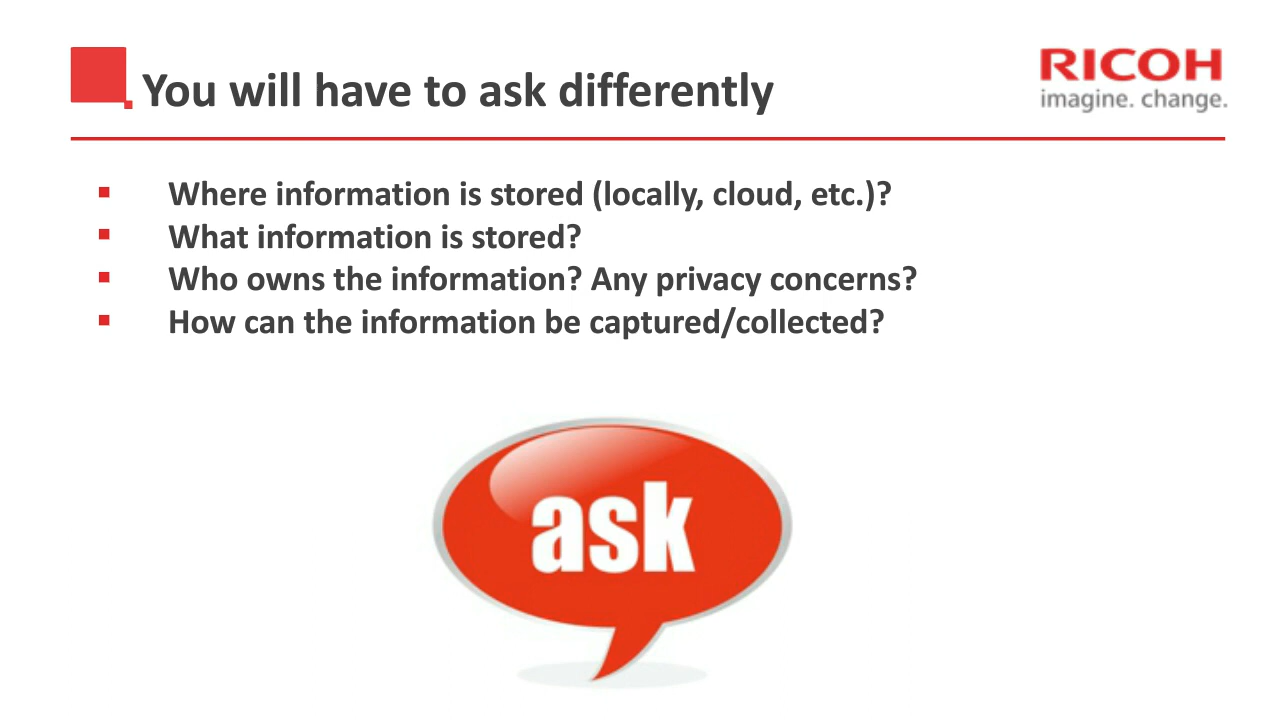 You will have to ask differently
RICOH
imagine. change.
Where information is stored (locally, cloud, etc.)?
What information is stored?
Who owns the information? Any privacy concerns?
How can the information be captured/collected?
ask